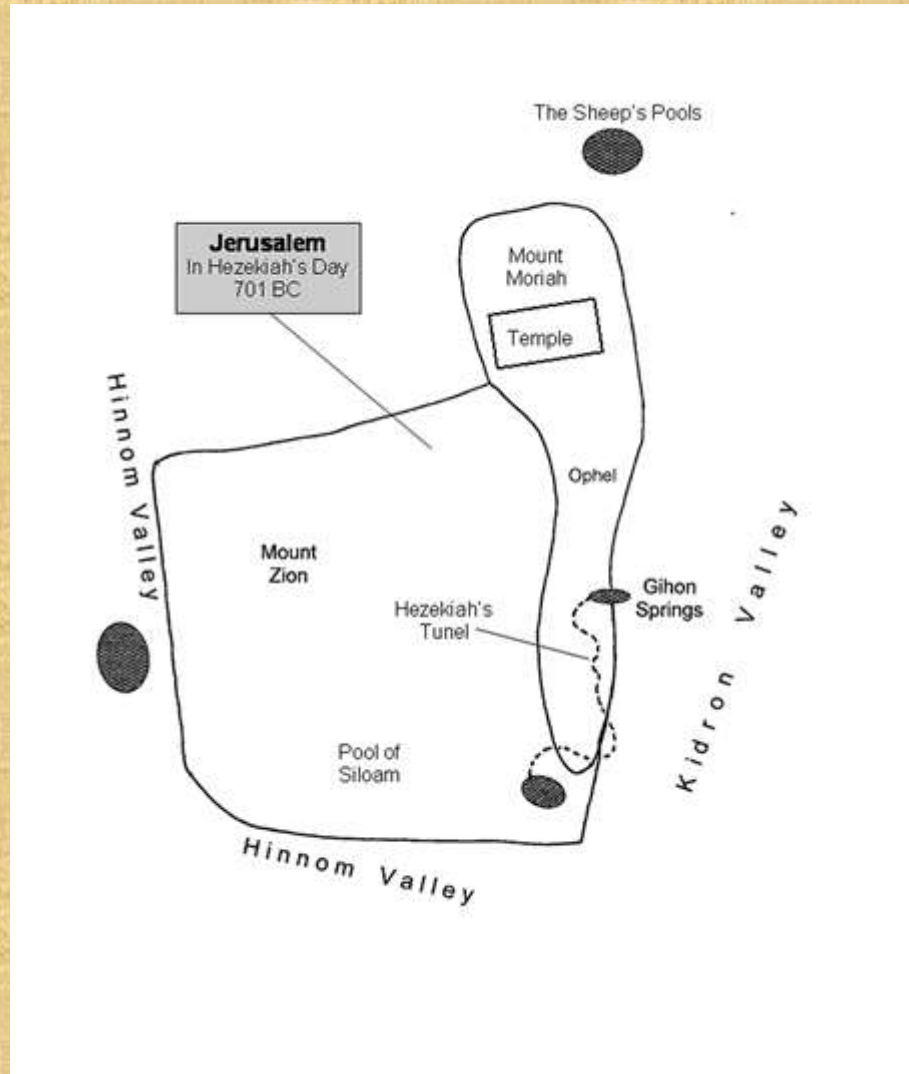 The Sheep's Pools
Jerusalem
In Hezekiah's Day
701 BC
Mount
Moriah
Temple
Hinnom Valley
Ophel
Mount
Zion
Gihon
Springs
Hezekiah's
Tunel
Kidron Valley
Pool of
Siloam
Hinnom Valley